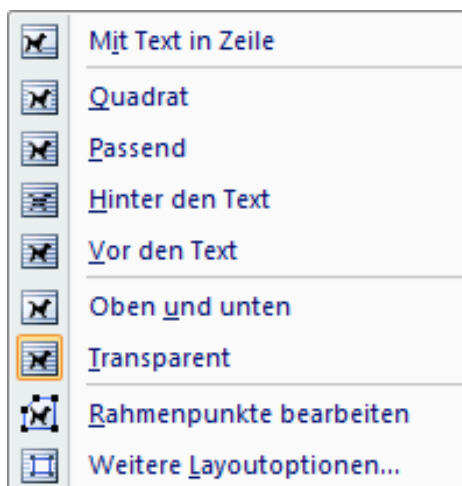 Mit Text in Zeile
Quadrat
Passend
Hinter den Text
Vor den Text
Oben und unten
Transparent
Rahmenpunkte bearbeiten
Weitere Layoutoptionen...